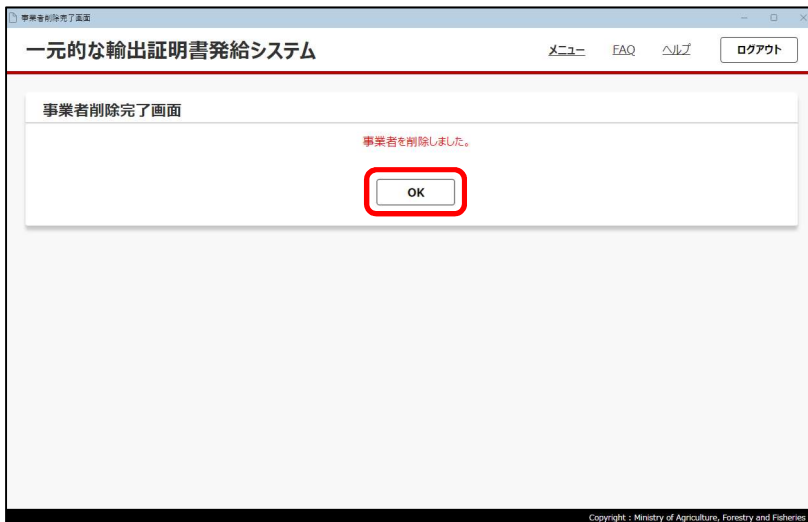 事業者削除完了画面
一元的な輸出証明書発給システム
メニュー FAQ ヘルプ ログアウト
事業者削除完了画面
事業者を削除しました。
OK
Copyright : Ministry of Agriculture, Forestry and Fisheries